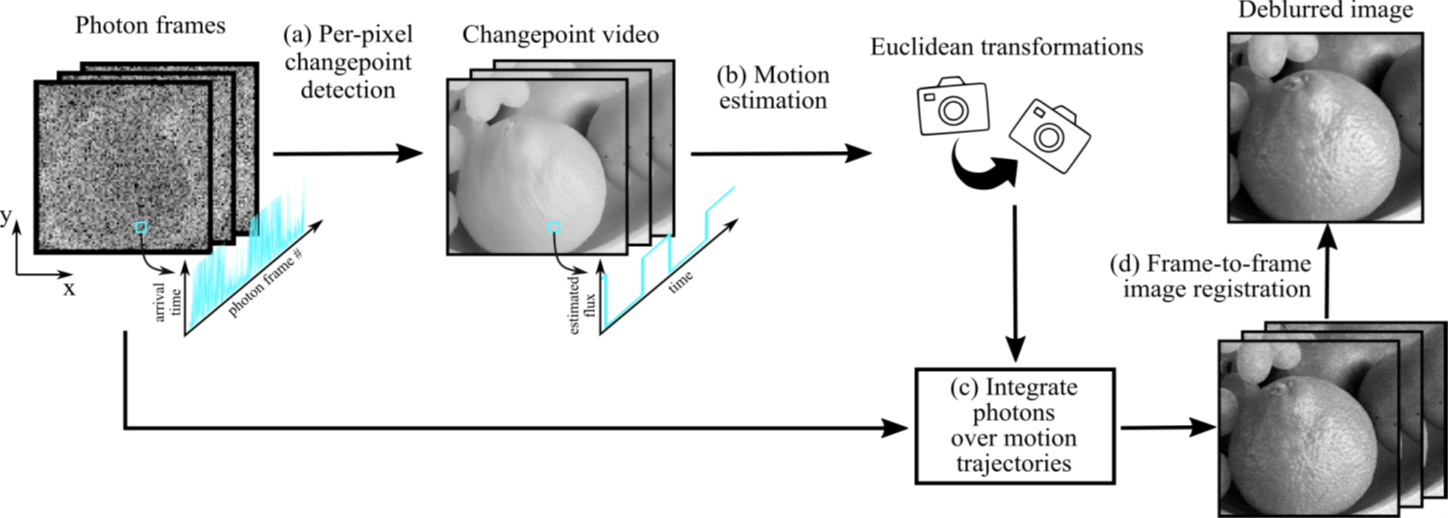 Photon frames
(a) Per-pixel
changepoint
detection
Changepoint video
(b) Motion
estimation
Euclidean transformations
Deblurred image
y
x
arrival
time
photon frame #
estimated
flux
time
(c) Integrate
photons
over motion
trajectories
(d) Frame-to-frame
image registration